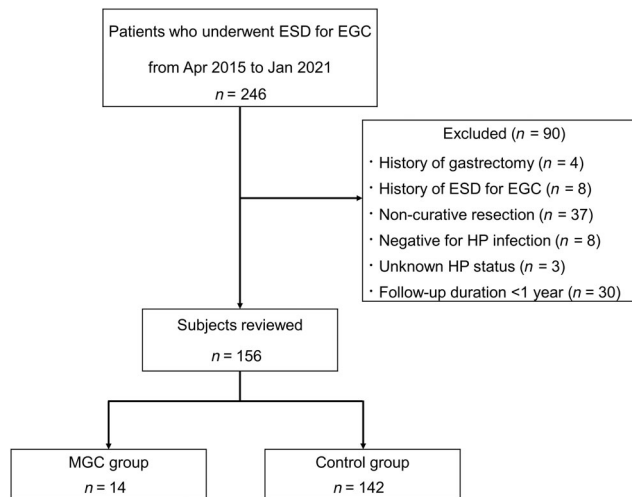 Patients who underwent ESD for EGC
from Apr 2015 to Jan 2021
n = 246
Excluded (n = 90)
・History of gastrectomy (n = 4)
・History of ESD for EGC (n = 8)
・Non-curative resection (n = 37)
・Negative for HP infection (n = 8)
・Unknown HP status (n = 3)
・Follow-up duration <1 year (n = 30)
Subjects reviewed
n = 156
MGC group
n = 14
Control group
n = 142